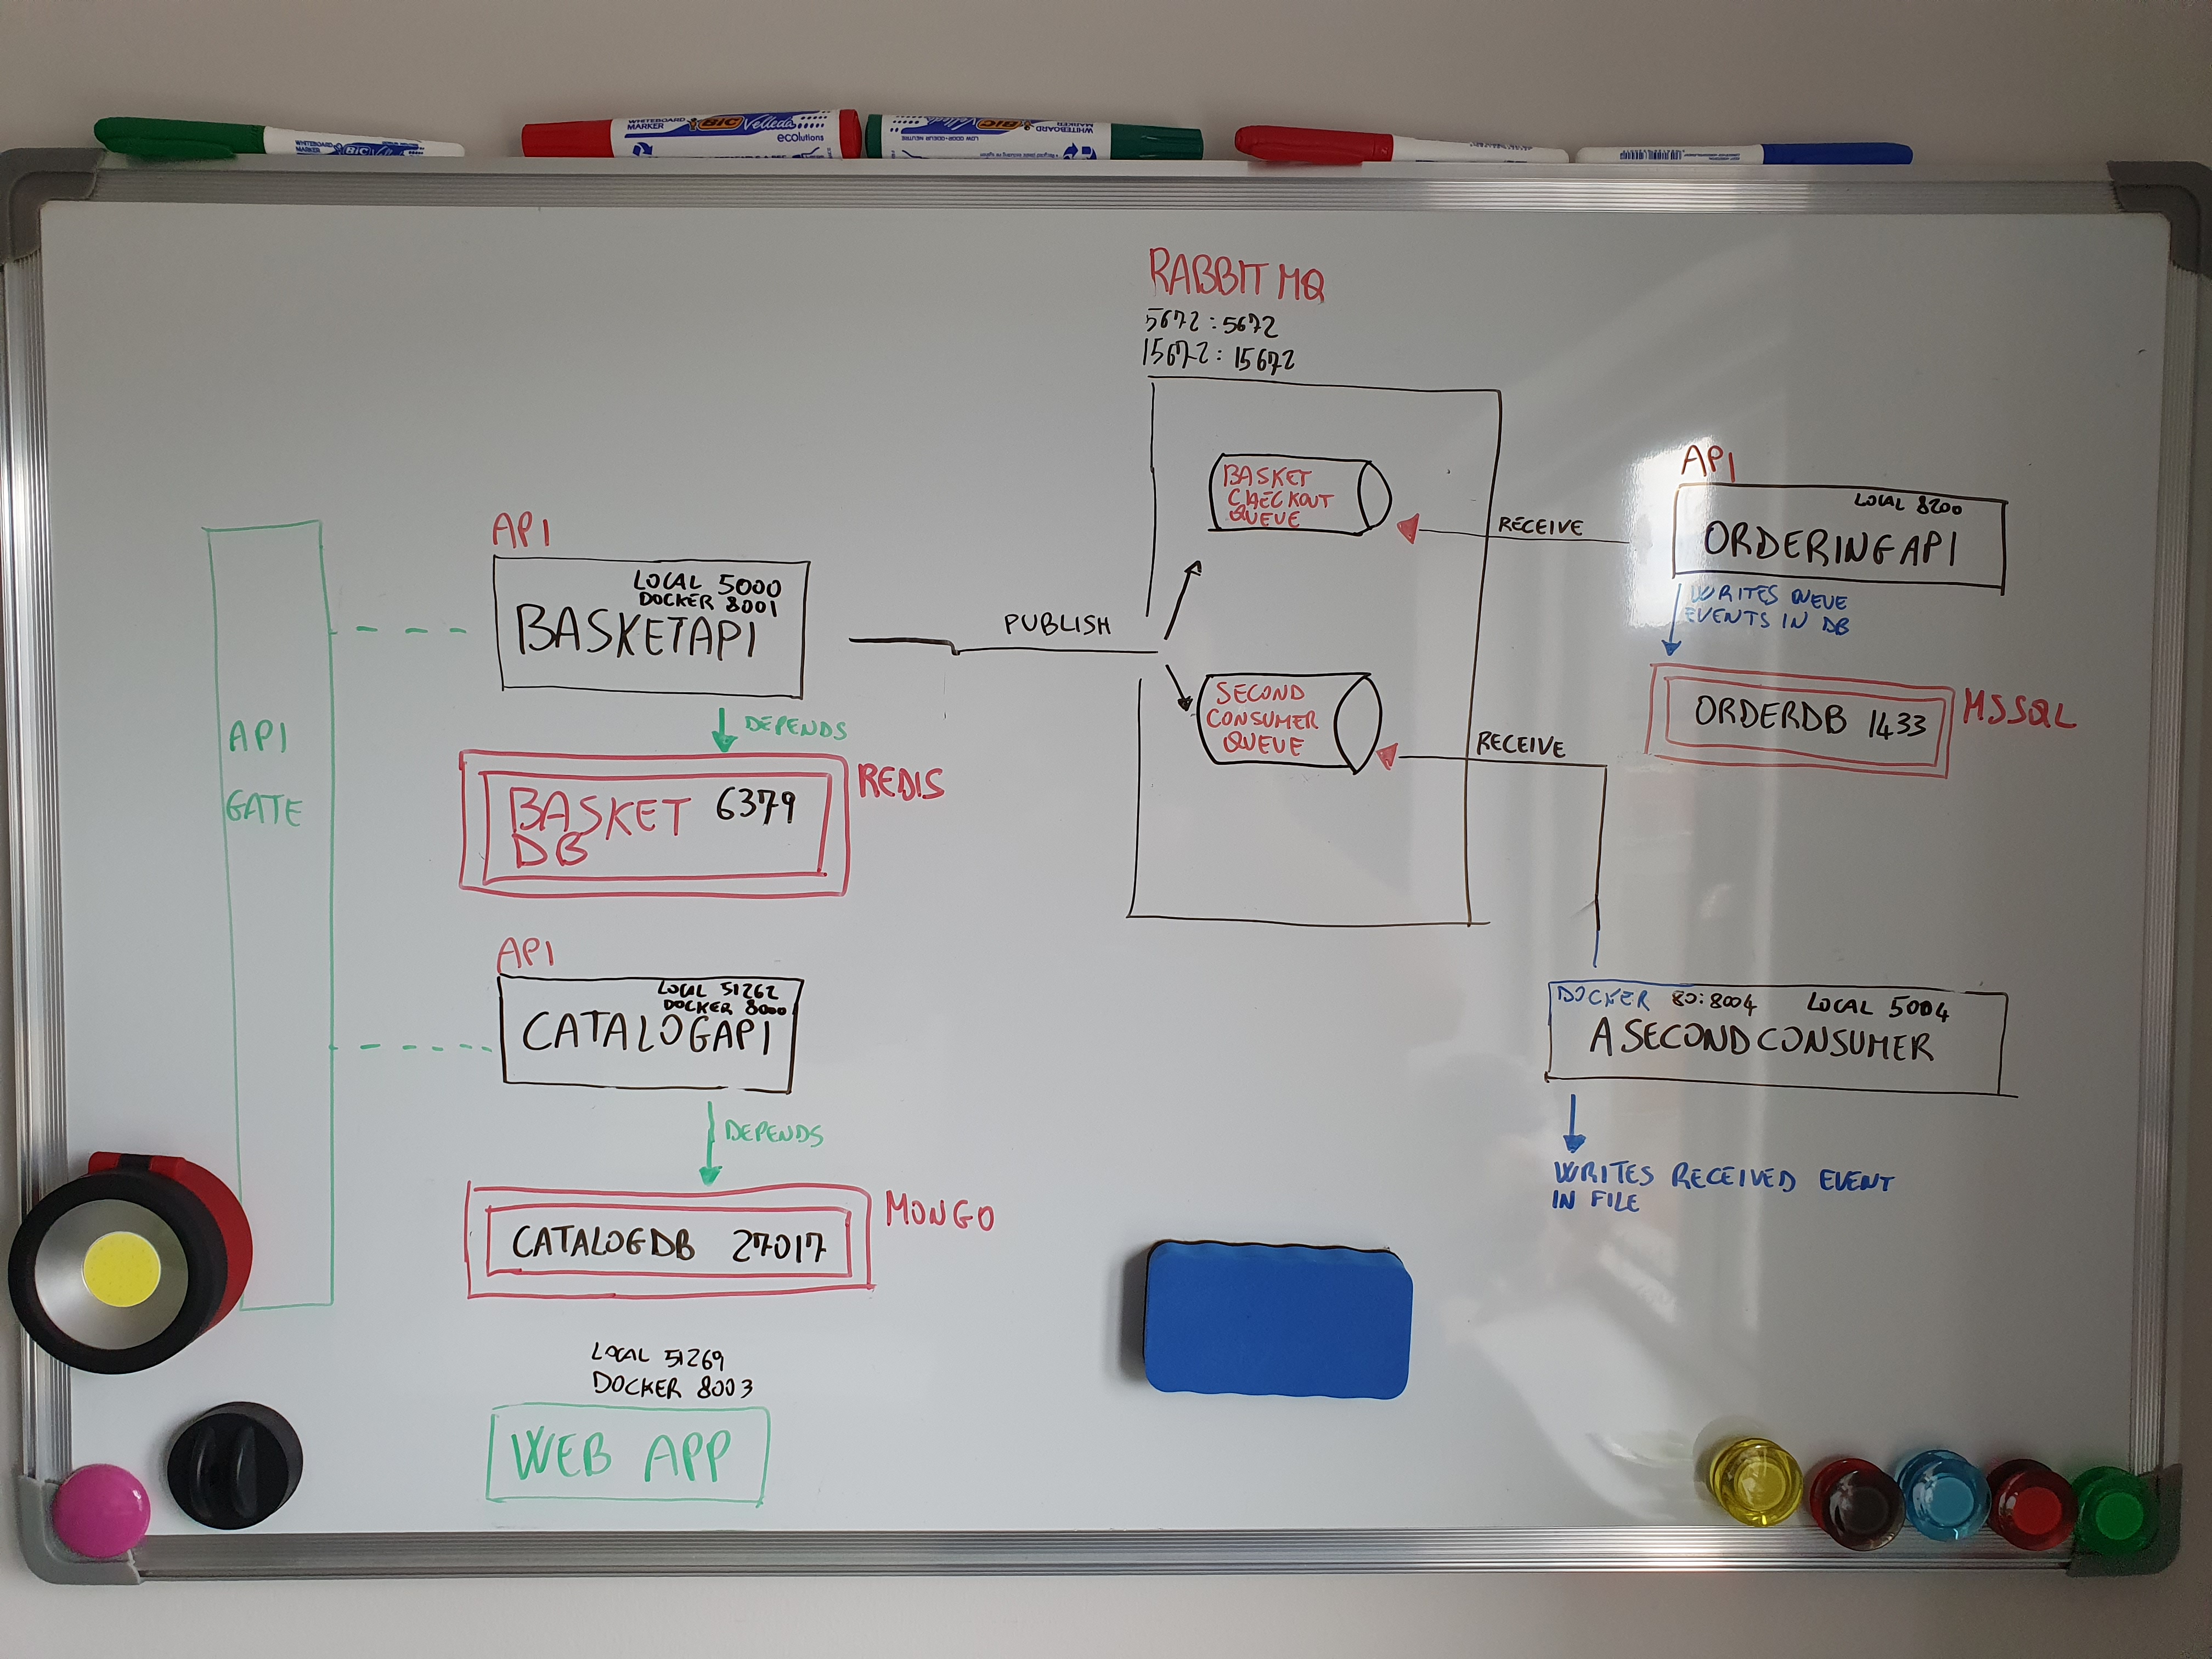 WHITEBOARD
MARKER
BIC Velleda
ecolutions
RABBIT MQ
5672 : 5672
15672 : 15672
API
LOCAL 5000
DOCKER 8001
BASKETAPI
PUBLISH
BASKET
CHECKOUT
QUEUE
RECEIVE
API
LOCAL 8200
ORDERINGAPI
WRITES QUEUE
EVENTS IN DB
ORDERDB 1433
MSSQL
SECOND
CONSUMER
QUEUE
RECEIVE
API
GATE
DEPENDS
BASKET 6379
DB
REDIS
API
LOCAL 51262
DOCKER 8000
CATALOGAPI
DEPENDS
CATALOGDB 27017
MONGO
DOCKER 80:8004 LOCAL 5004
ASECONDCONSUMER
WRITES RECEIVED EVENT
IN FILE
LOCAL 51269
DOCKER 8003
WEB APP